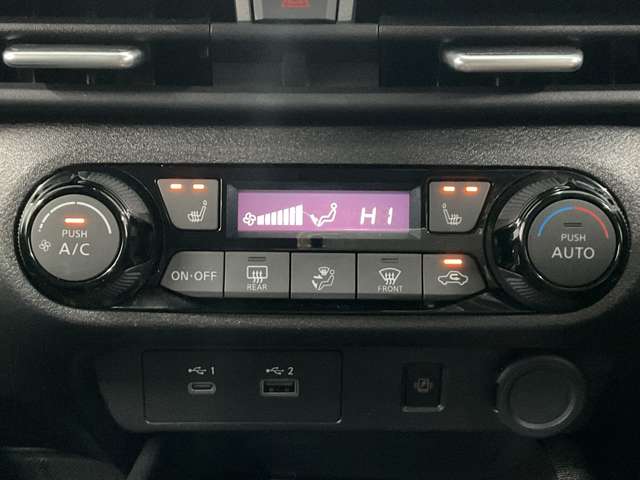 HI
PUSH
A/C
PUSH
AUTO
ON·OFF
REAR
FRONT
1
2